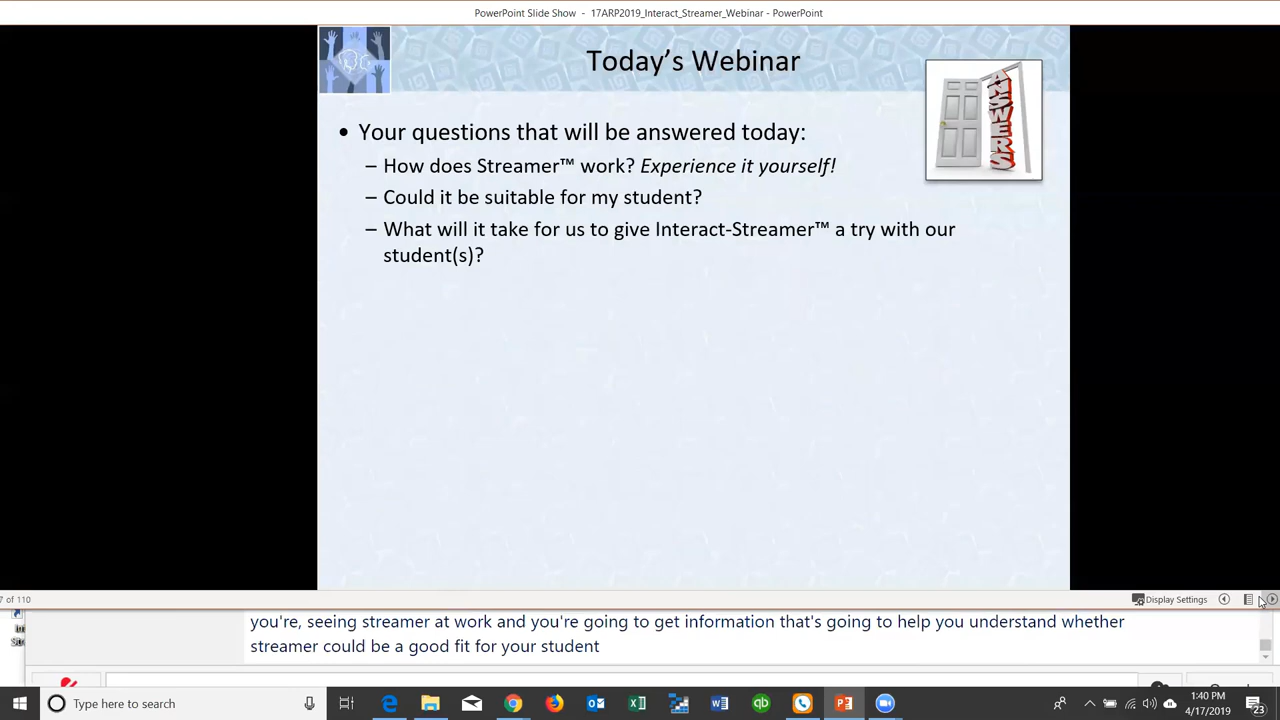 PowerPoint Slide Show - 17ARP2019_Interact_Streamer_Webinar - PowerPoint
Today's Webinar
ANSWERS
• Your questions that will be answered today:
– How does Streamer™ work? Experience it yourself!
– Could it be suitable for my student?
– What will it take for us to give Interact-Streamer™ a try with our
student(s)?
7 of 110
Display Settings
you're, seeing streamer at work and you're going to get information that's going to help you understand whether
streamer could be a good fit for your student
Type here to search
1:40 PM
4/17/2019
23